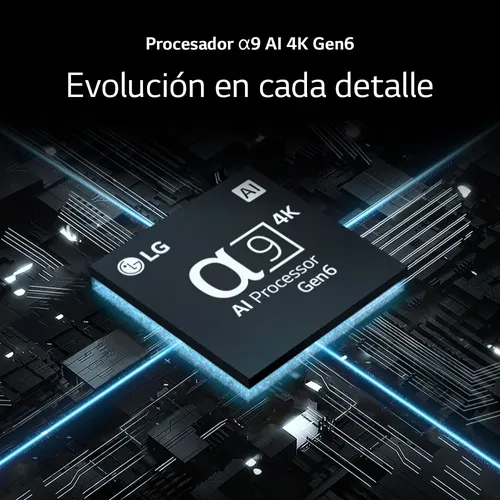 Procesador α9 AI 4K Gen6
Evolución en cada detalle
AI
LG
α9 4K
AI Processor
Gen6